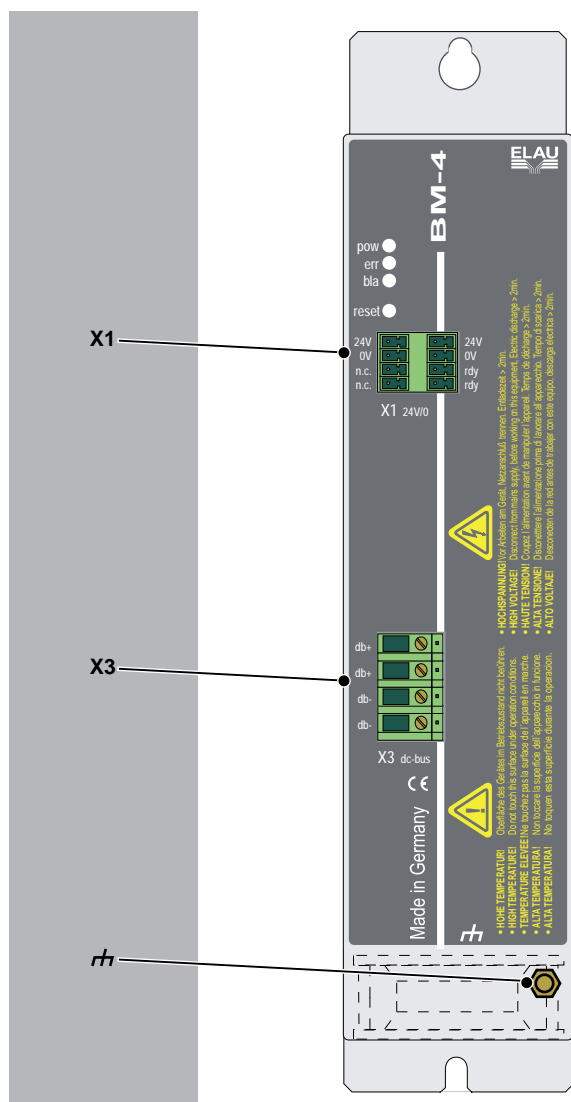 ELAU
BM-4
pow
err
bla
reset
X1
24V 24V
0V 0V
n.c. rdy
n.c. rdy
X1 24V/0
• HOCHSPANNUNG! Vor Arbeiten am Gerät, Netzanschluß trennen. Entladezeit > 2min.
• HIGH VOLTAGE! Disconnect from mains supply, before working on this equipment. Electric discharge > 2min.
• HAUTE TENSION! Coupez l'alimentation avant de manipuler l'appareil. Temps de décharge > 2min.
• ALTA TENSIONE! Disconetttere l'alimentazione prima di lavorare all'apparecchio. Tempo di scarica > 2min.
• ALTO VOLTAJE! Desconecten de la red antes de trabajar con este equipo, descarga eléctrica > 2min.
X3
db+
db+
db-
db-
X3 dc-bus
CE
Made in Germany
• HOHE TEMPERATUR! Oberfläche des Gerätes im Betriebszustand nicht berühren.
• HIGH TEMPERATURE! Do not touch this surface under operation conditions.
• TEMPERATURE ELEVEE! Ne touchez pas la surface de l'appareil en marche.
• ALTA TEMPERATURA! Non toccare la superficie dell'apparecchio in funcione.
• ALTA TEMPERATURA! No toquen esta superficie durante la operación.